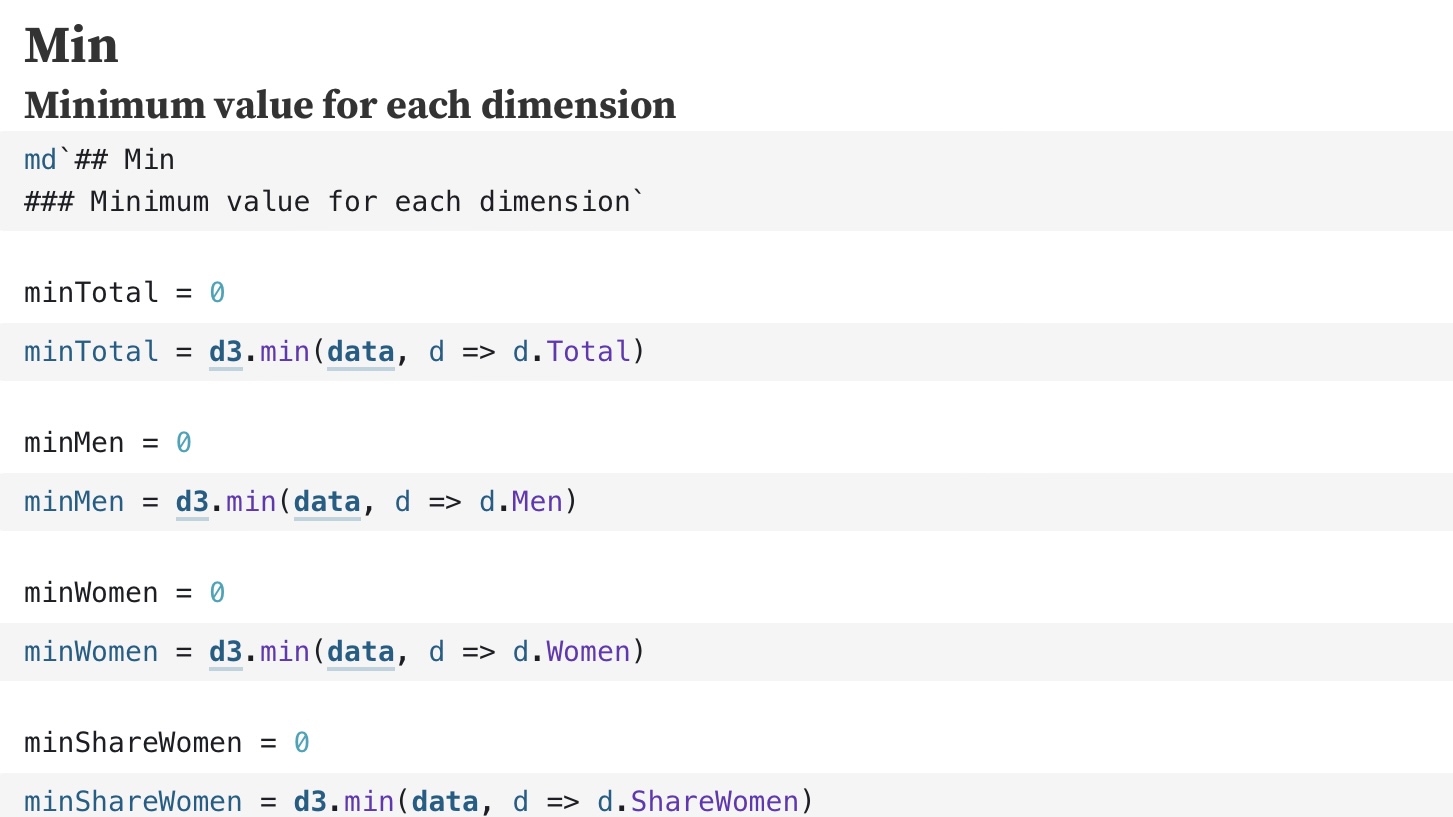 Min
Minimum value for each dimension
md`## Min
### Minimum value for each dimension`
minTotal = 0
minTotal = d3.min(data, d => d.Total)
minMen = 0
minMen = d3.min(data, d => d.Men)
minWomen = 0
minWomen = d3.min(data, d => d.Women)
minShareWomen = 0
minShareWomen = d3.min(data, d => d.ShareWomen)